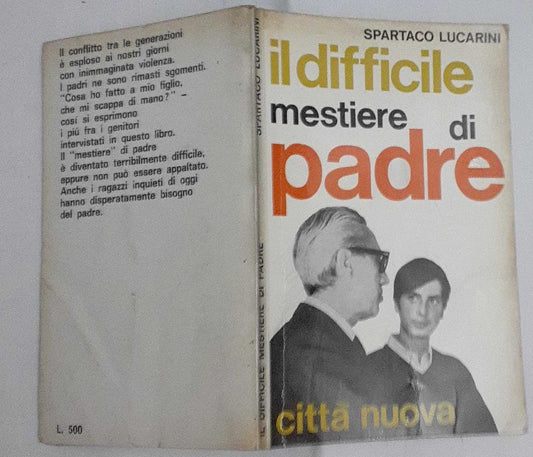 Il conflitto tra le generazioni
è esploso ai nostri giorni
con inimmaginata violenza.
I padri ne sono rimasti sgomenti.
"Cosa ho fatto a mio figlio,
che mi scappa di mano?" –
così si esprimono
i più fra i genitori
intervistati in questo libro.
Il "mestiere" di padre
è diventato terribilmente difficile,
eppure non può essere appaltato.
Anche i ragazzi inquieti di oggi
hanno disperatamente bisogno
del padre.
L. 500
SPARTACO LUCARINI
IL DIFFICILE MESTIERE DI PADRE
SPARTACO LUCARINI
il difficile
mestiere di
padre
città nuova